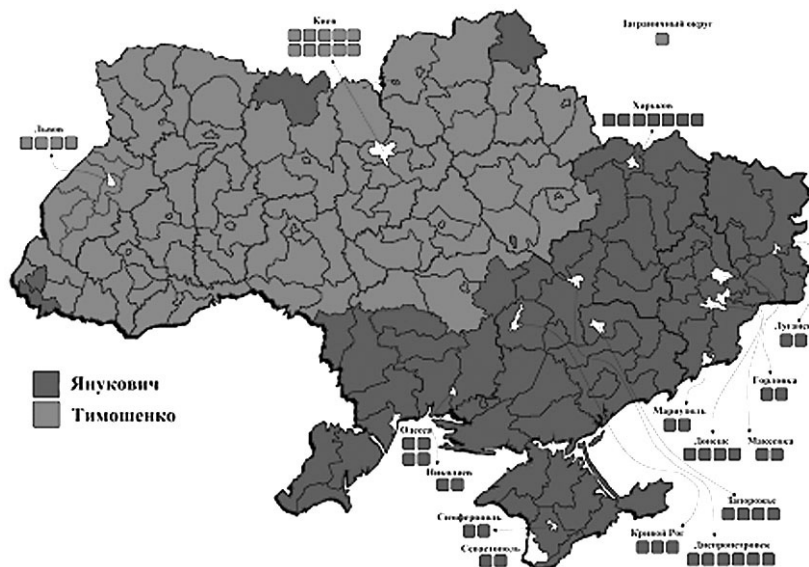 Киев
Заграничный округ
Харьков
Львов
Луганск
Горловка
Мариуполь
Донецк
Макеевка
Янукович
Тимошенко
Одесса
Николаев
Запорожье
Симферополь
Кривой Рог
Днепропетровск
Севастополь